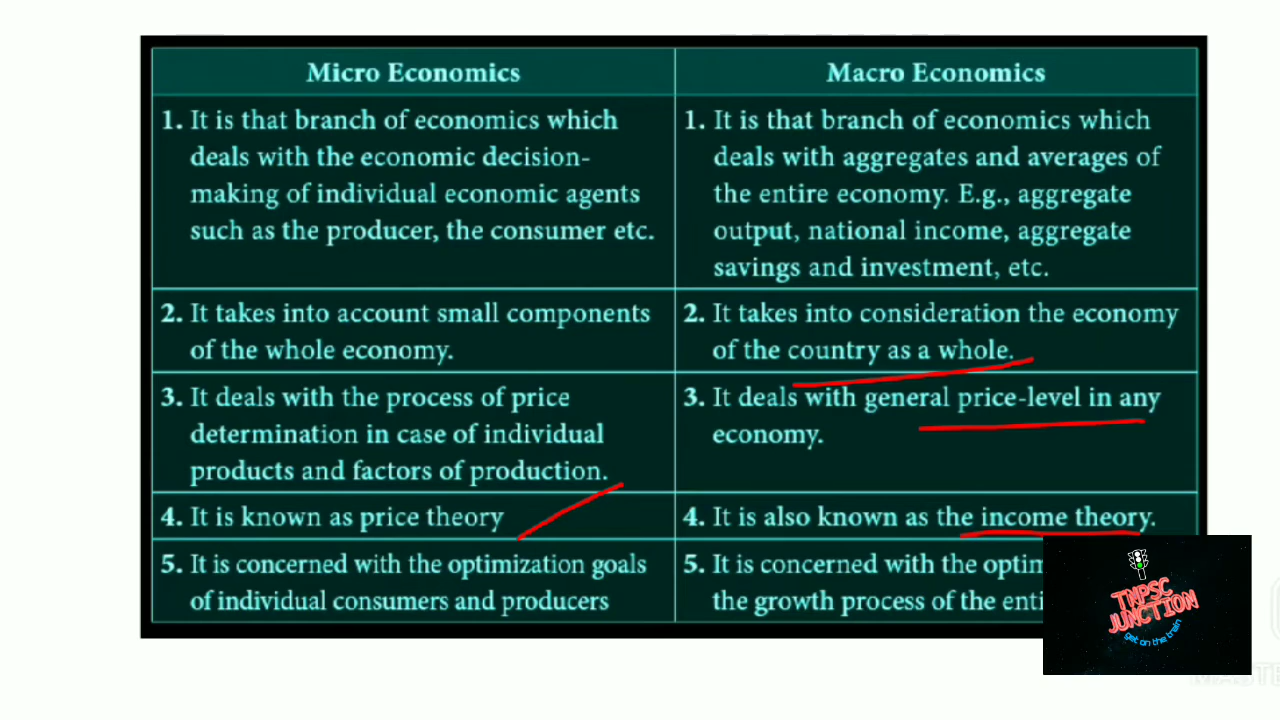 Micro Economics
Macro Economics
1. It is that branch of economics which
deals with the economic decision-
making of individual economic agents
such as the producer, the consumer etc.
1. It is that branch of economics which
deals with aggregates and averages of
the entire economy. E.g., aggregate
output, national income, aggregate
savings and investment, etc.
2. It takes into account small components
of the whole economy.
2. It takes into consideration the economy
of the country as a whole.
3. It deals with the process of price
determination in case of individual
products and factors of production.
3. It deals with general price-level in any
economy.
4. It is known as price theory
4. It is also known as the income theory.
5. It is concerned with the optimization goals
of individual consumers and producers
5. It is concerned with the
the growth process of the
TNPSC
JUNCTION
get on the train